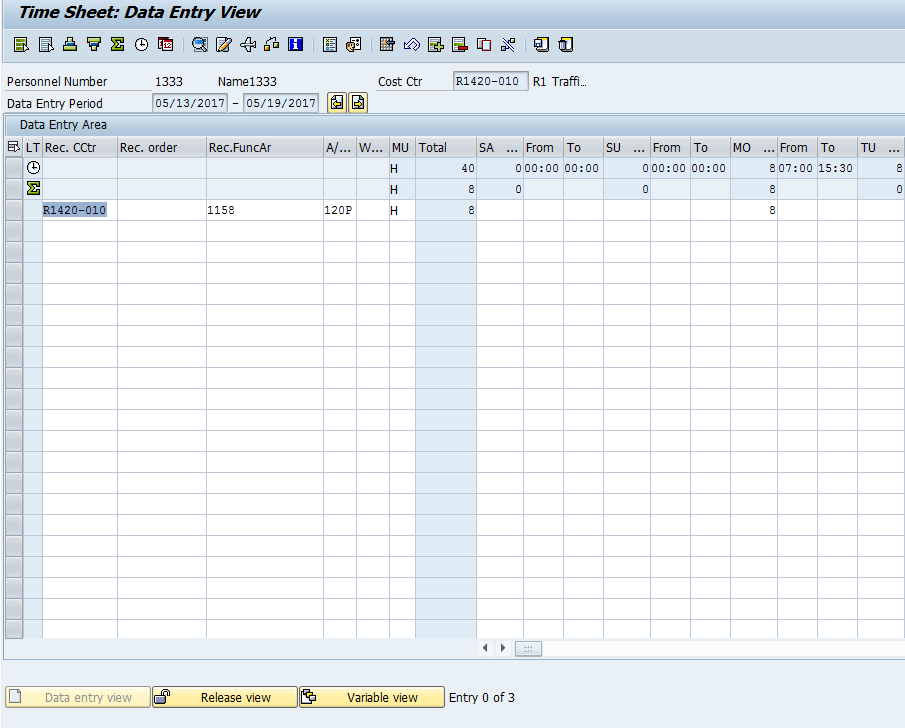 Time Sheet: Data Entry View
Personnel Number 1333 Name1333 Cost Ctr R1420-010 R1 Traffi…
Data Entry Period 05/13/2017 – 05/19/2017
Data Entry Area
LT Rec. CCtr Rec. order Rec.FuncAr A/... W... MU Total SA ... From To SU ... From To MO ... From To TU ...
H 40 0 00:00 00:00 0 00:00 00:00 8 07:00 15:30 8
H 8 0 0 8 0
R1420-010 1158 120P H 8 8
Data entry view Release view Variable view Entry 0 of 3